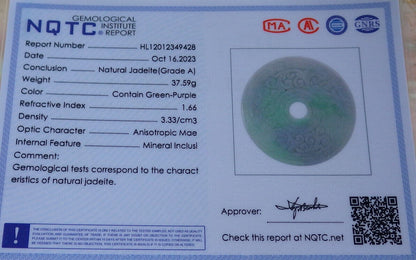 NQTC® GEMOLOGICAL INSTITUTE REPORT
MA
GNRS
Report Number HL12012349428
Date Oct 16.2023
Conclusion Natural Jadeite(Grade A)
Weight 37.59g
Color Contain Green-Purple
Refractive Index 1.66
Density 3.33/cm3
Optic Character Anisotropic Mae
Internal Feature Mineral Inclusi
Comment:
Gemological tests correspond to the charact
eristics of natural jadeite.
Approver:
Check this report at NQTC.net